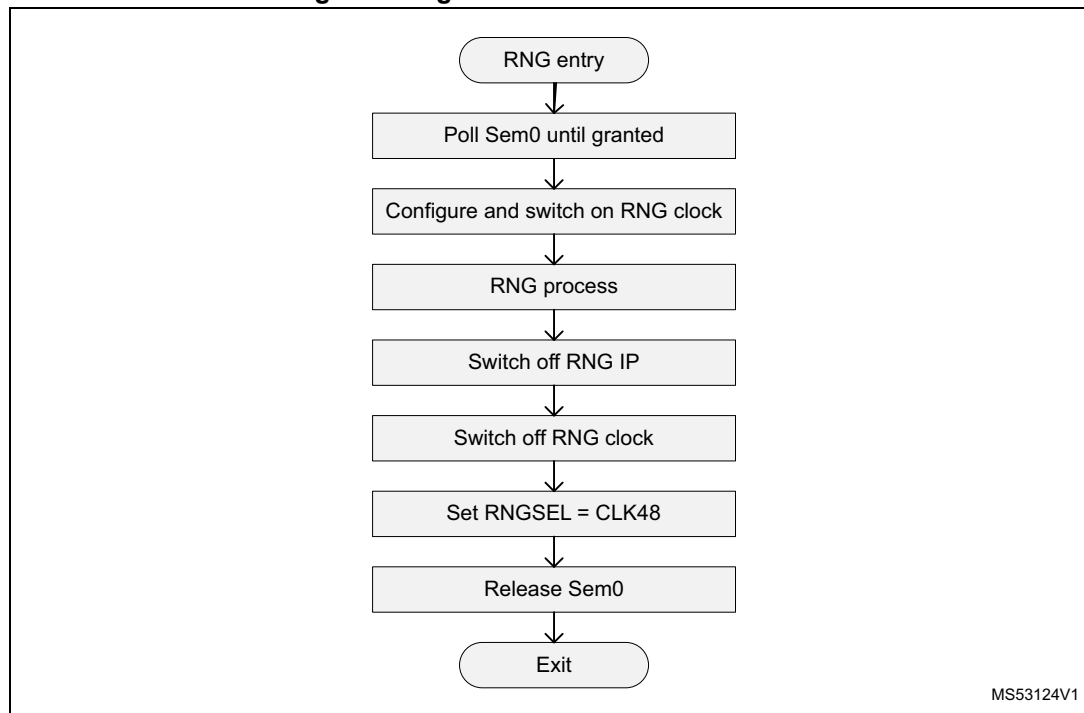 RNG entry
Poll Sem0 until granted
Configure and switch on RNG clock
RNG process
Switch off RNG IP
Switch off RNG clock
Set RNGSEL = CLK48
Release Sem0
Exit
MS53124V1